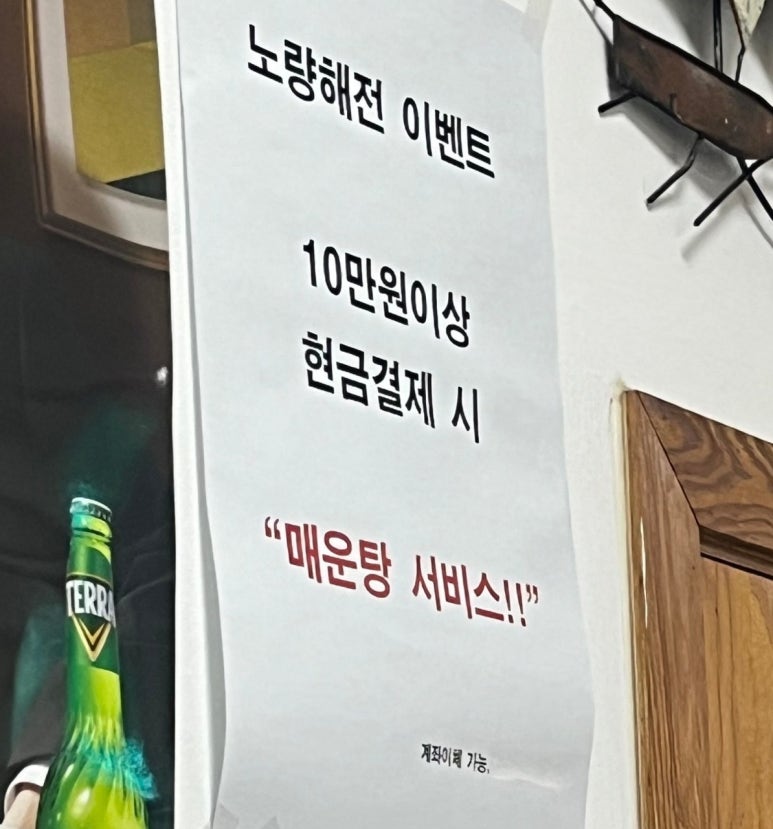 노량해전 이벤트
10만원이상
현금결제 시
“매운탕 서비스!!”
계좌이체 가능.
TERRA